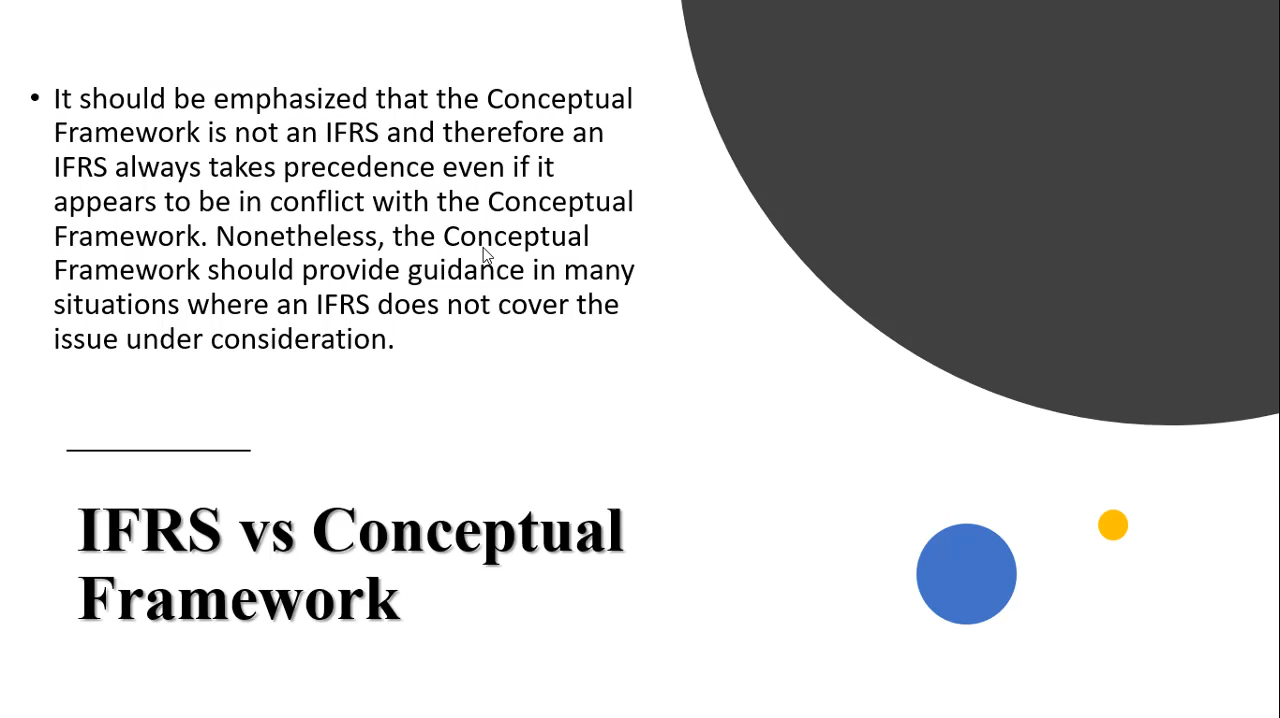 • It should be emphasized that the Conceptual
Framework is not an IFRS and therefore an
IFRS always takes precedence even if it
appears to be in conflict with the Conceptual
Framework. Nonetheless, the Conceptual
Framework should provide guidance in many
situations where an IFRS does not cover the
issue under consideration.
IFRS vs Conceptual
Framework